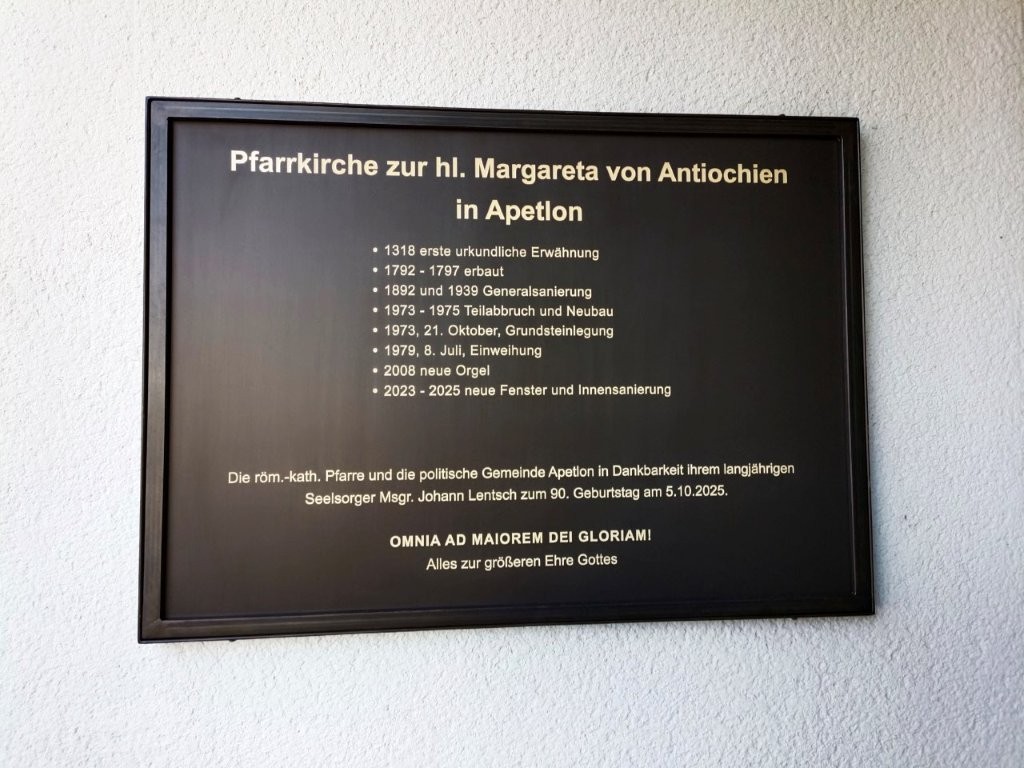 Pfarrkirche zur hl. Margareta von Antiochien
in Apetlon
• 1318 erste urkundliche Erwähnung
• 1792 - 1797 erbaut
• 1892 und 1939 Generalsanierung
• 1973 - 1975 Teilabbruch und Neubau
• 1973, 21. Oktober, Grundsteinlegung
• 1979, 8. Juli, Einweihung
• 2008 neue Orgel
• 2023 - 2025 neue Fenster und Innensanierung
Die röm.-kath. Pfarre und die politische Gemeinde Apetlon in Dankbarkeit ihrem langjährigen
Seelsorger Msgr. Johann Lentsch zum 90. Geburtstag am 5.10.2025.
OMNIA AD MAIOREM DEI GLORIAM!
Alles zur größeren Ehre Gottes